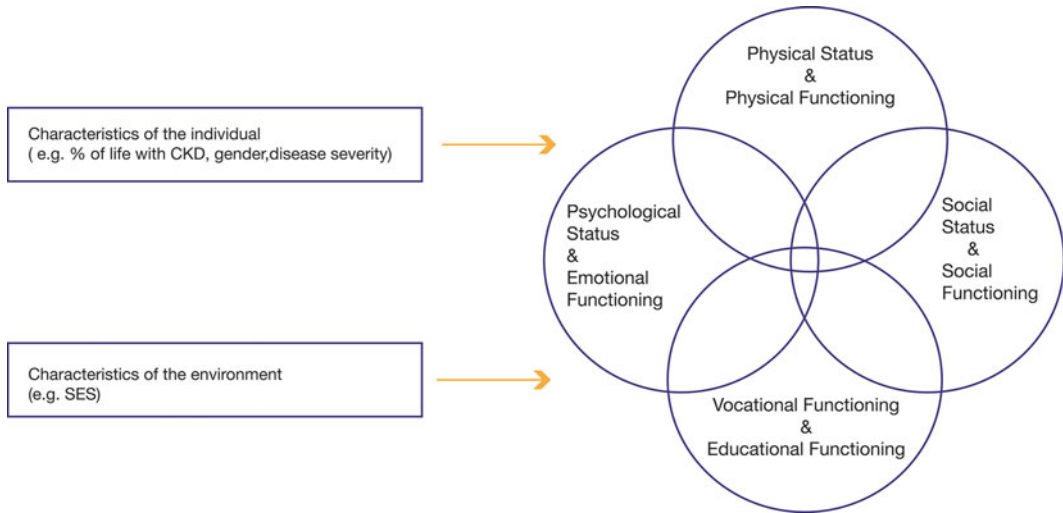 Physical Status
&
Physical Functioning
Characteristics of the individual
( e.g. % of life with CKD, gender,disease severity)
Psychological
Status
&
Emotional
Functioning
Social
Status
&
Social
Functioning
Characteristics of the environment
(e.g. SES)
Vocational Functioning
&
Educational Functioning